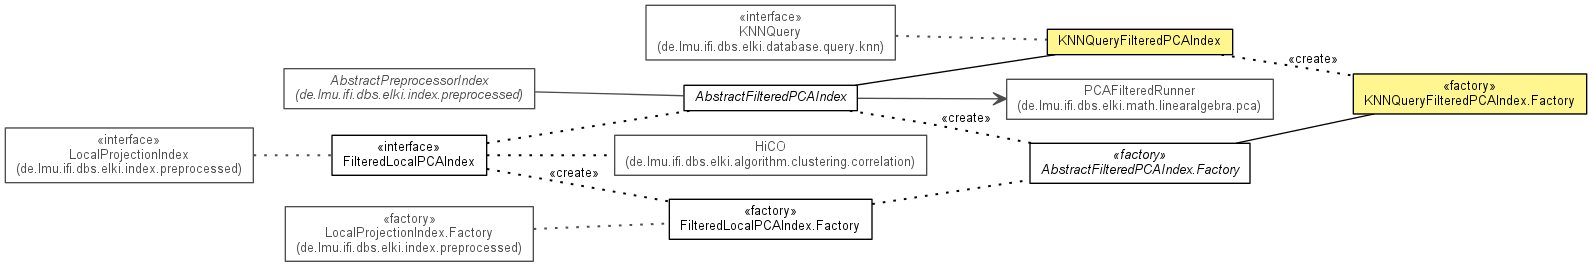 «interface»
KNNQuery
(de.lmu.ifi.dbs.elki.database.query.knn)
KNNQueryFilteredPCAIndex
«create»
«factory»
KNNQueryFilteredPCAIndex.Factory
AbstractPreprocessorIndex
(de.lmu.ifi.dbs.elki.index.preprocessed)
AbstractFilteredPCAIndex
PCAFilteredRunner
(de.lmu.ifi.dbs.elki.math.linearalgebra.pca)
«create»
«interface»
LocalProjectionIndex
(de.lmu.ifi.dbs.elki.index.preprocessed)
«interface»
FilteredLocalPCAIndex
HiCO
(de.lmu.ifi.dbs.elki.algorithm.clustering.correlation)
«factory»
AbstractFilteredPCAIndex.Factory
«create»
«factory»
FilteredLocalPCAIndex.Factory
«factory»
LocalProjectionIndex.Factory
(de.lmu.ifi.dbs.elki.index.preprocessed)